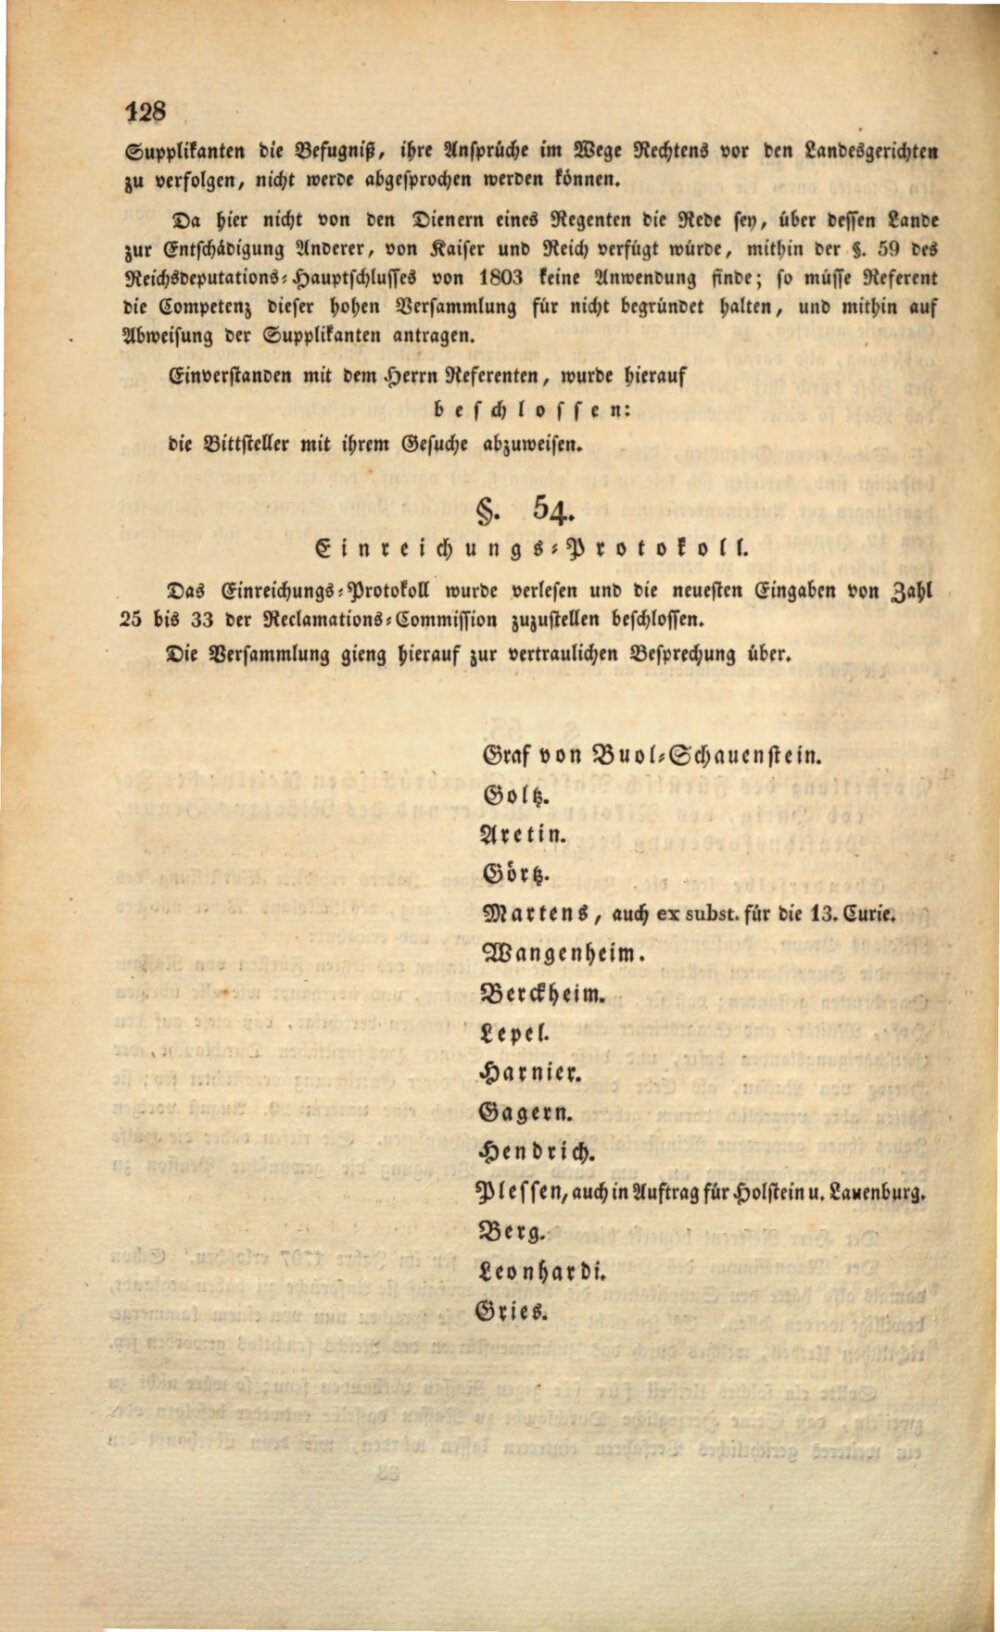 128
Supplikanten die Befugniß, ihre Ansprüche im Wege Rechtens vor den Landesgerichten
zu verfolgen, nicht werde abgesprochen werden können.
Da hier nicht von den Dienern eines Regenten die Rede sey, über dessen Lande
zur Entschädigung Anderer, von Kaiser und Reich verfügt würde, mithin der §. 59 des
Reichsdeputations-Hauptschlusses von 1803 keine Anwendung finde; so müsse Referent
die Competenz dieser hohen Versammlung für nicht begründet halten, und mithin auf
Abweisung der Supplikanten antragen.
Einverstanden mit dem Herrn Referenten, wurde hierauf
beschlossen:
die Bittsteller mit ihrem Gesuche abzuweisen.
§. 54.
Einreichungs-Protokoll.
Das Einreichungs-Protokoll wurde verlesen und die neuesten Eingaben von Zahl
25 bis 33 der Reclamations-Commission zuzustellen beschlossen.
Die Versammlung gieng hierauf zur vertraulichen Besprechung über.
Graf von Buol-Schauenstein.
Goltz.
Aretin.
Görtz.
Martens, auch ex subst. für die 13. Curie.
Wangenheim.
Berckheim.
Lepel.
Harnier.
Gagern.
Hendrich.
Plessen, auch in Auftrag für Holstein u. Lauenburg.
Berg.
Leonhardi.
Gries.